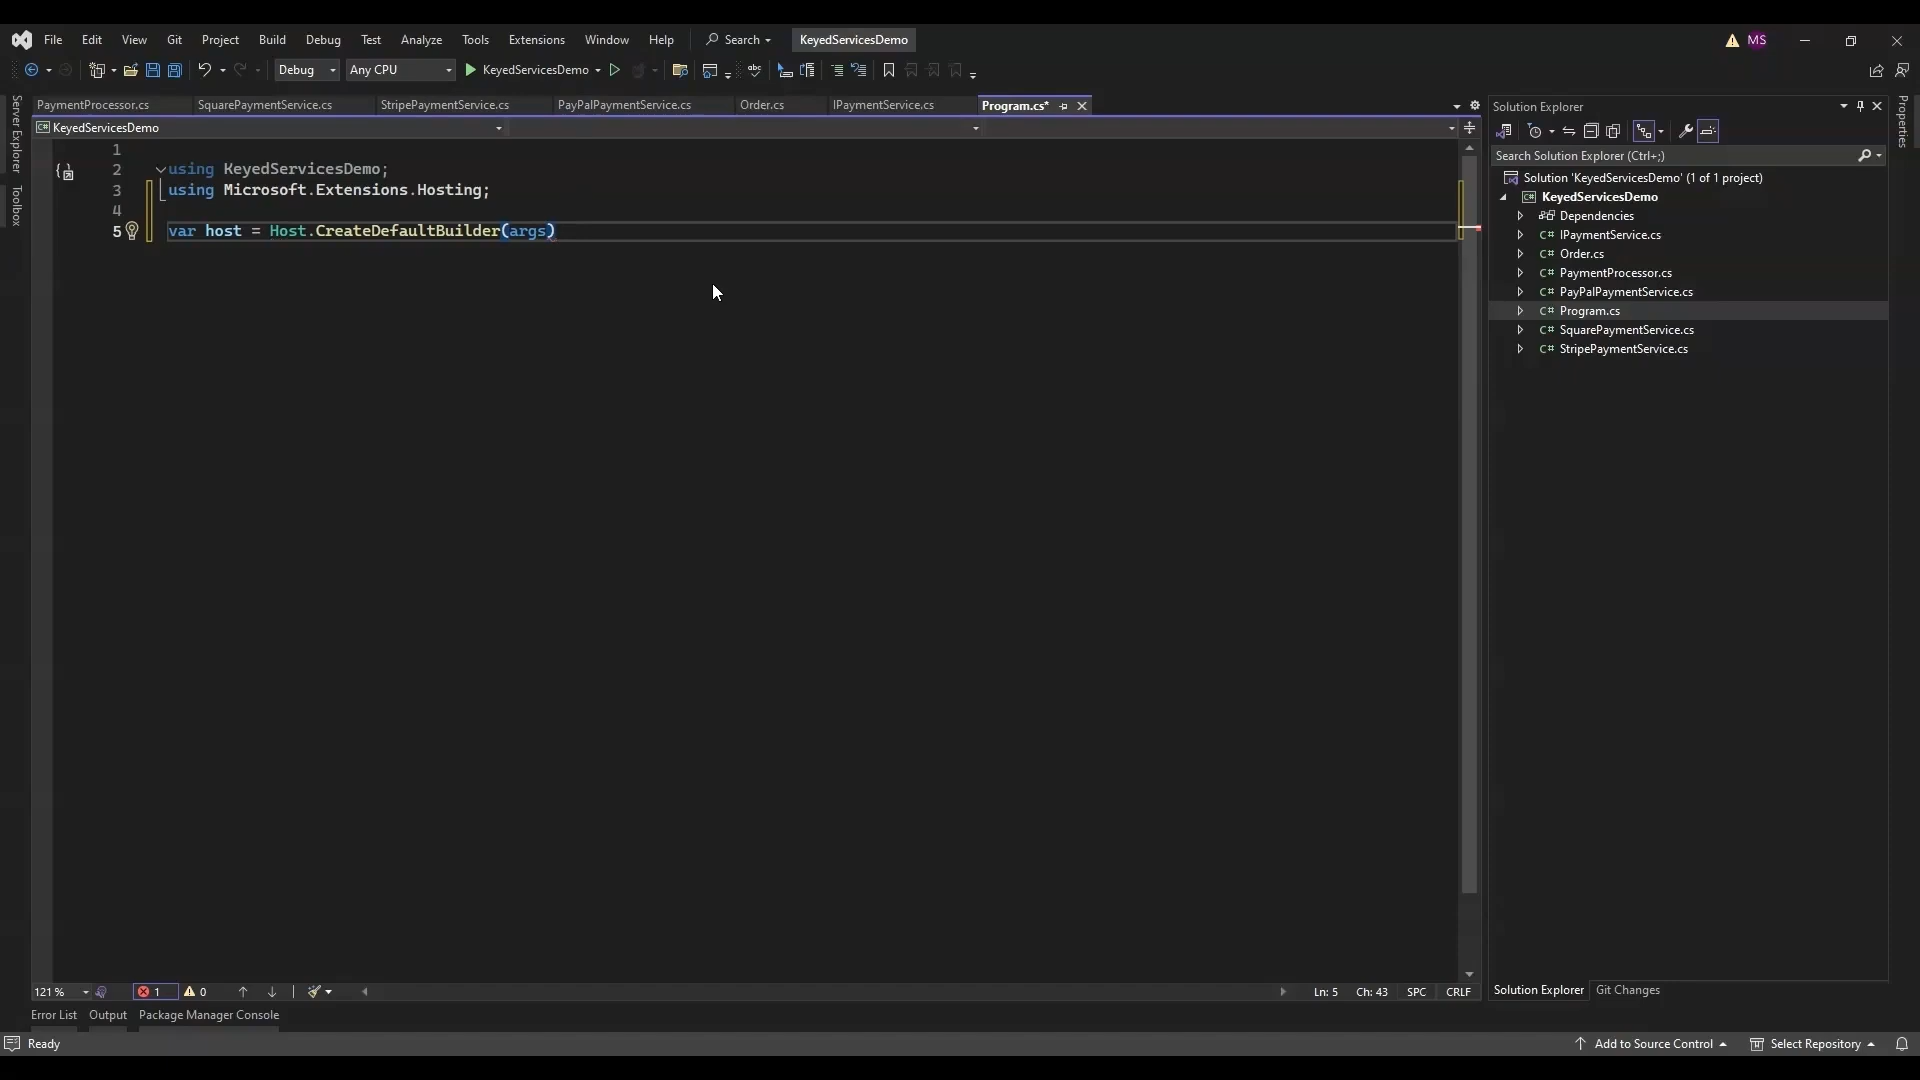 File Edit View Git Project Build Debug Test Analyze Tools Extensions Window Help Search KeyedServicesDemo MS
Debug Any CPU KeyedServicesDemo
PaymentProcessor.cs SquarePaymentService.cs StripePaymentService.cs PayPalPaymentService.cs Order.cs IPaymentService.cs Program.cs*
C# KeyedServicesDemo
Server Explorer
Toolbox
1
2 using KeyedServicesDemo;
3 using Microsoft.Extensions.Hosting;
4
5 var host = Host.CreateDefaultBuilder(args)
Solution Explorer
Search Solution Explorer (Ctrl+;)
Solution 'KeyedServicesDemo' (1 of 1 project)
C# KeyedServicesDemo
Dependencies
C# IPaymentService.cs
C# Order.cs
C# PaymentProcessor.cs
C# PayPalPaymentService.cs
C# Program.cs
C# SquarePaymentService.cs
C# StripePaymentService.cs
Properties
121 % 1 0 Ln: 5 Ch: 43 SPC CRLF
Solution Explorer Git Changes
Error List Output Package Manager Console
Ready Add to Source Control Select Repository